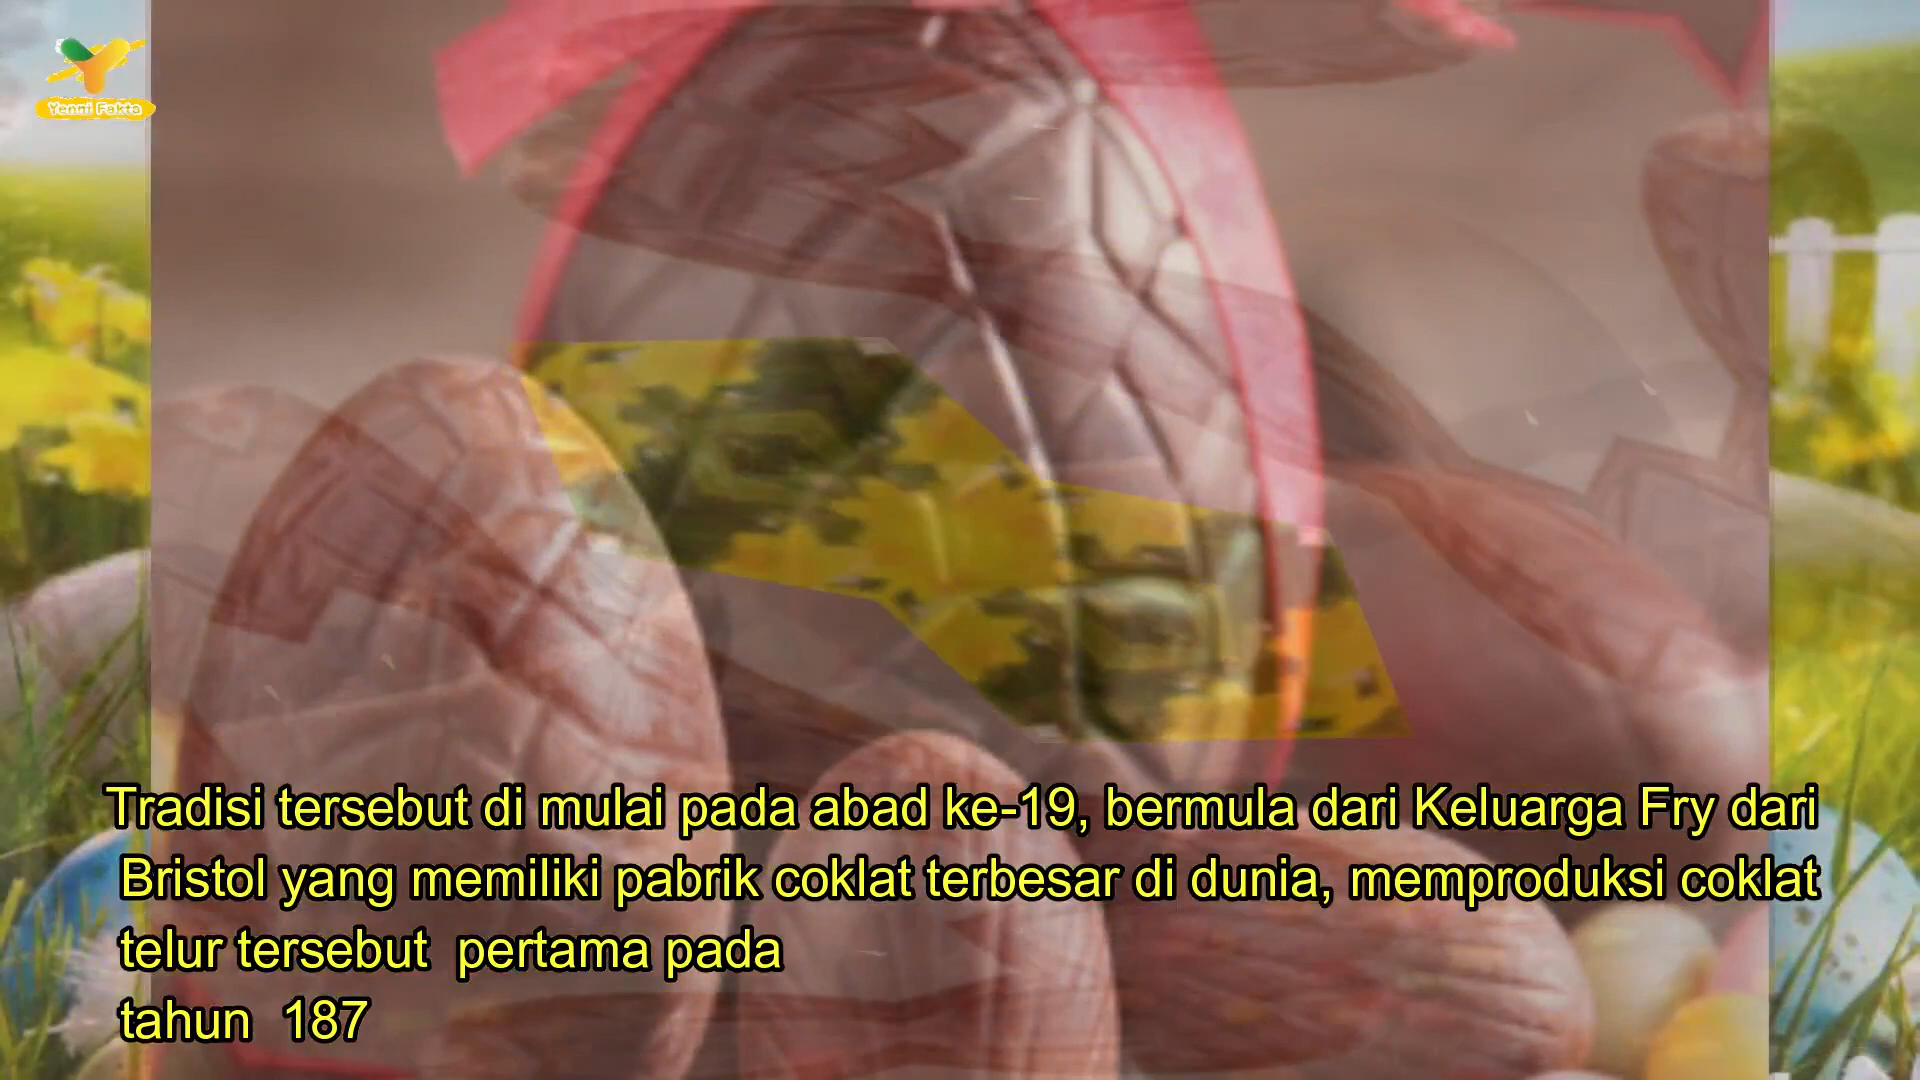 Yenni Fakta
Tradisi tersebut di mulai pada abad ke-19, bermula dari Keluarga Fry dari
Bristol yang memiliki pabrik coklat terbesar di dunia, memproduksi coklat
telur tersebut pertama pada
tahun 187